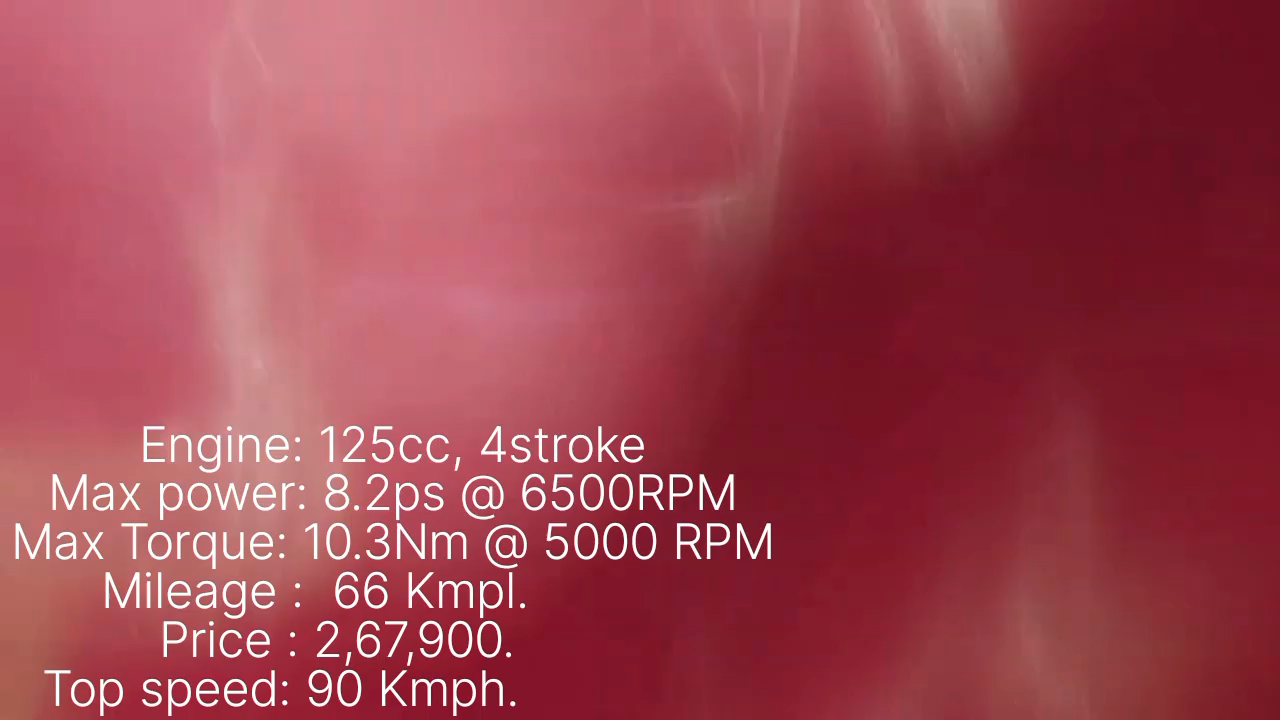 Engine: 125cc, 4stroke
Max power: 8.2ps @ 6500RPM
Max Torque: 10.3Nm @ 5000 RPM
Mileage :  66 Kmpl.
Price : 2,67,900.
Top speed: 90 Kmph.